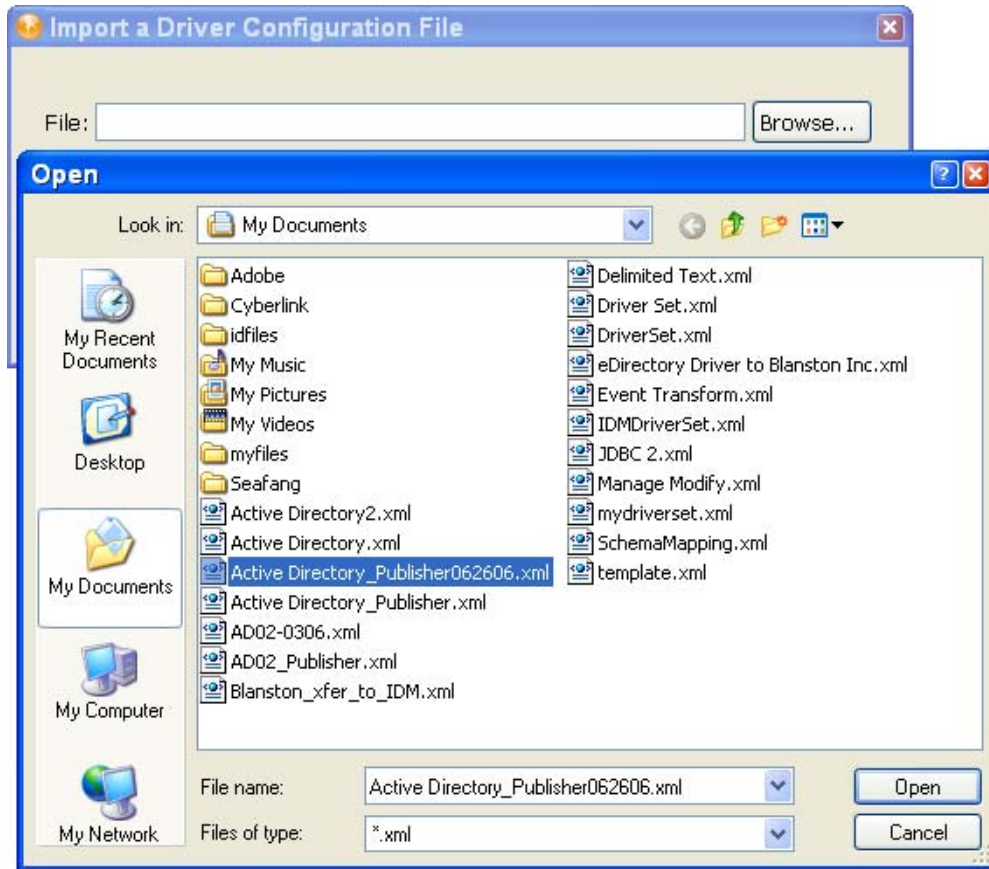 Import a Driver Configuration File
File:
Browse...
Open
Look in:
My Documents
My Recent
Documents
Desktop
My Documents
My Computer
My Network
Adobe
Cyberlink
idfiles
My Music
My Pictures
My Videos
myfiles
Seafang
Active Directory2.xml
Active Directory.xml
Active Directory_Publisher062606.xml
Active Directory_Publisher.xml
AD02-0306.xml
AD02_Publisher.xml
Blanston_xfer_to_IDM.xml
Delimited Text.xml
Driver Set.xml
DriverSet.xml
eDirectory Driver to Blanston Inc.xml
Event Transform.xml
IDMDriverSet.xml
JDBC 2.xml
Manage Modify.xml
mydriverset.xml
SchemaMapping.xml
template.xml
File name:
Active Directory_Publisher062606.xml
Open
Files of type:
*.xml
Cancel